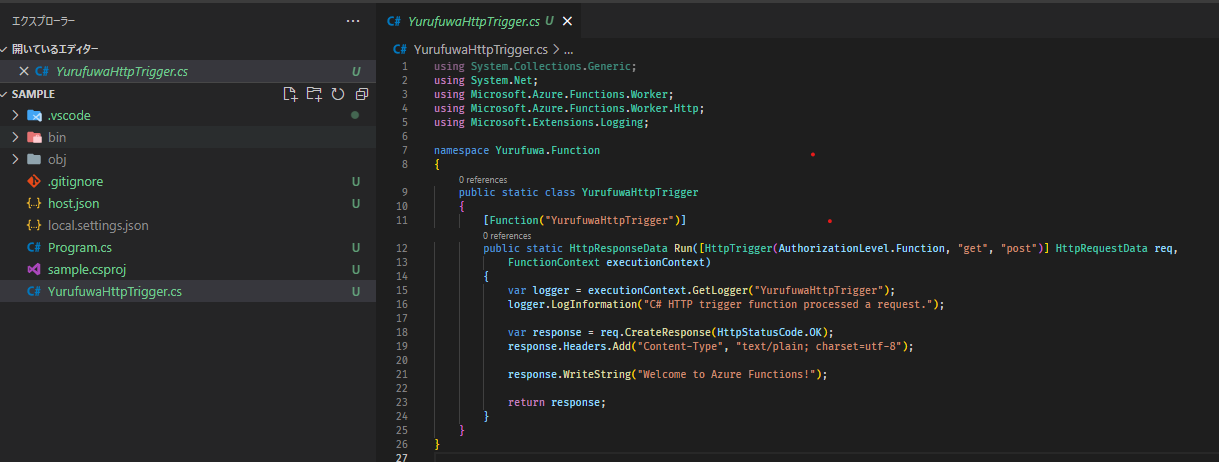 エクスプローラー
開いているエディター
YurufuwaHttpTrigger.cs U
SAMPLE
.vscode
bin
obj
.gitignore U
host.json U
local.settings.json
Program.cs U
sample.csproj U
YurufuwaHttpTrigger.cs U
C# YurufuwaHttpTrigger.cs U
C# YurufuwaHttpTrigger.cs > ...
1 using System.Collections.Generic;
2 using System.Net;
3 using Microsoft.Azure.Functions.Worker;
4 using Microsoft.Azure.Functions.Worker.Http;
5 using Microsoft.Extensions.Logging;
6
7 namespace Yurufuwa.Function
8 {
0 references
9 public static class YurufuwaHttpTrigger
10 {
11 [Function("YurufuwaHttpTrigger")]
0 references
12 public static HttpResponseData Run([HttpTrigger(AuthorizationLevel.Function, "get", "post")] HttpRequestData req,
13 FunctionContext executionContext)
14 {
15 var logger = executionContext.GetLogger("YurufuwaHttpTrigger");
16 logger.LogInformation("C# HTTP trigger function processed a request.");
17
18 var response = req.CreateResponse(HttpStatusCode.OK);
19 response.Headers.Add("Content-Type", "text/plain; charset=utf-8");
20
21 response.WriteString("Welcome to Azure Functions!");
22
23 return response;
24 }
25 }
26 }
27